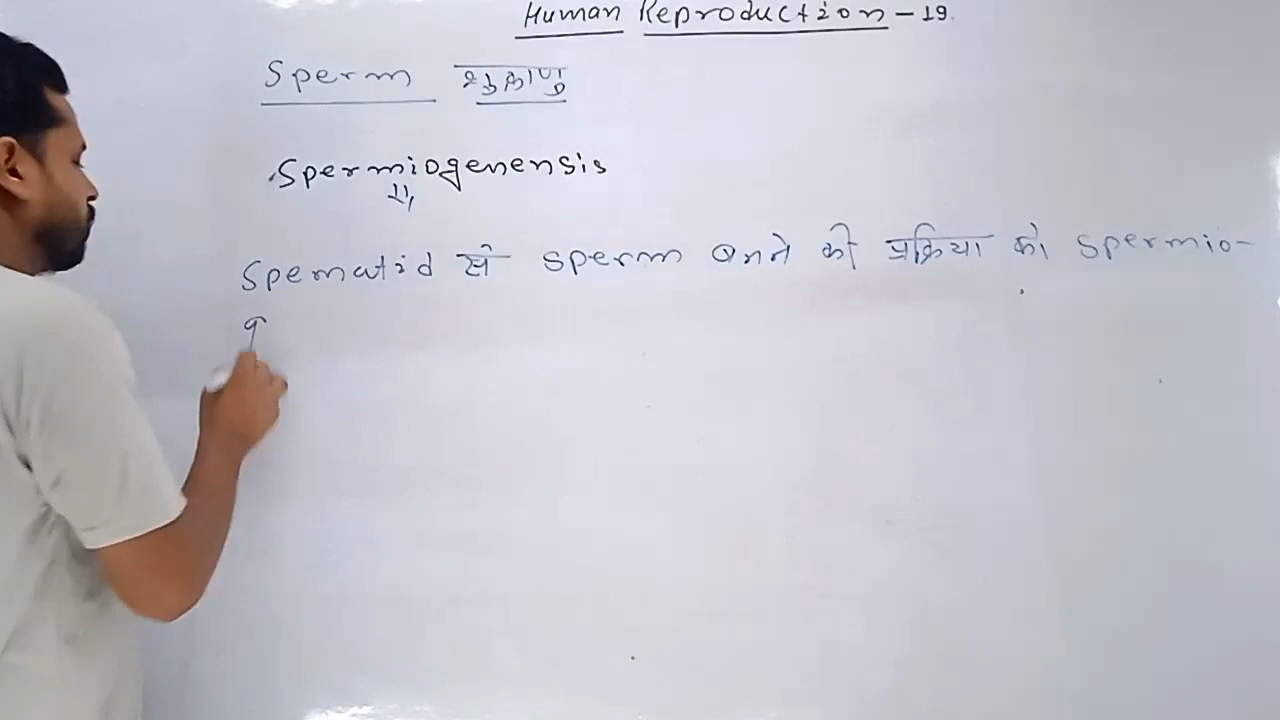 Human Reproduction - 19
Sperm शुक्राणु
Spermiogenensis
Spematid से sperm बनने की प्रक्रिया को spermio-
g